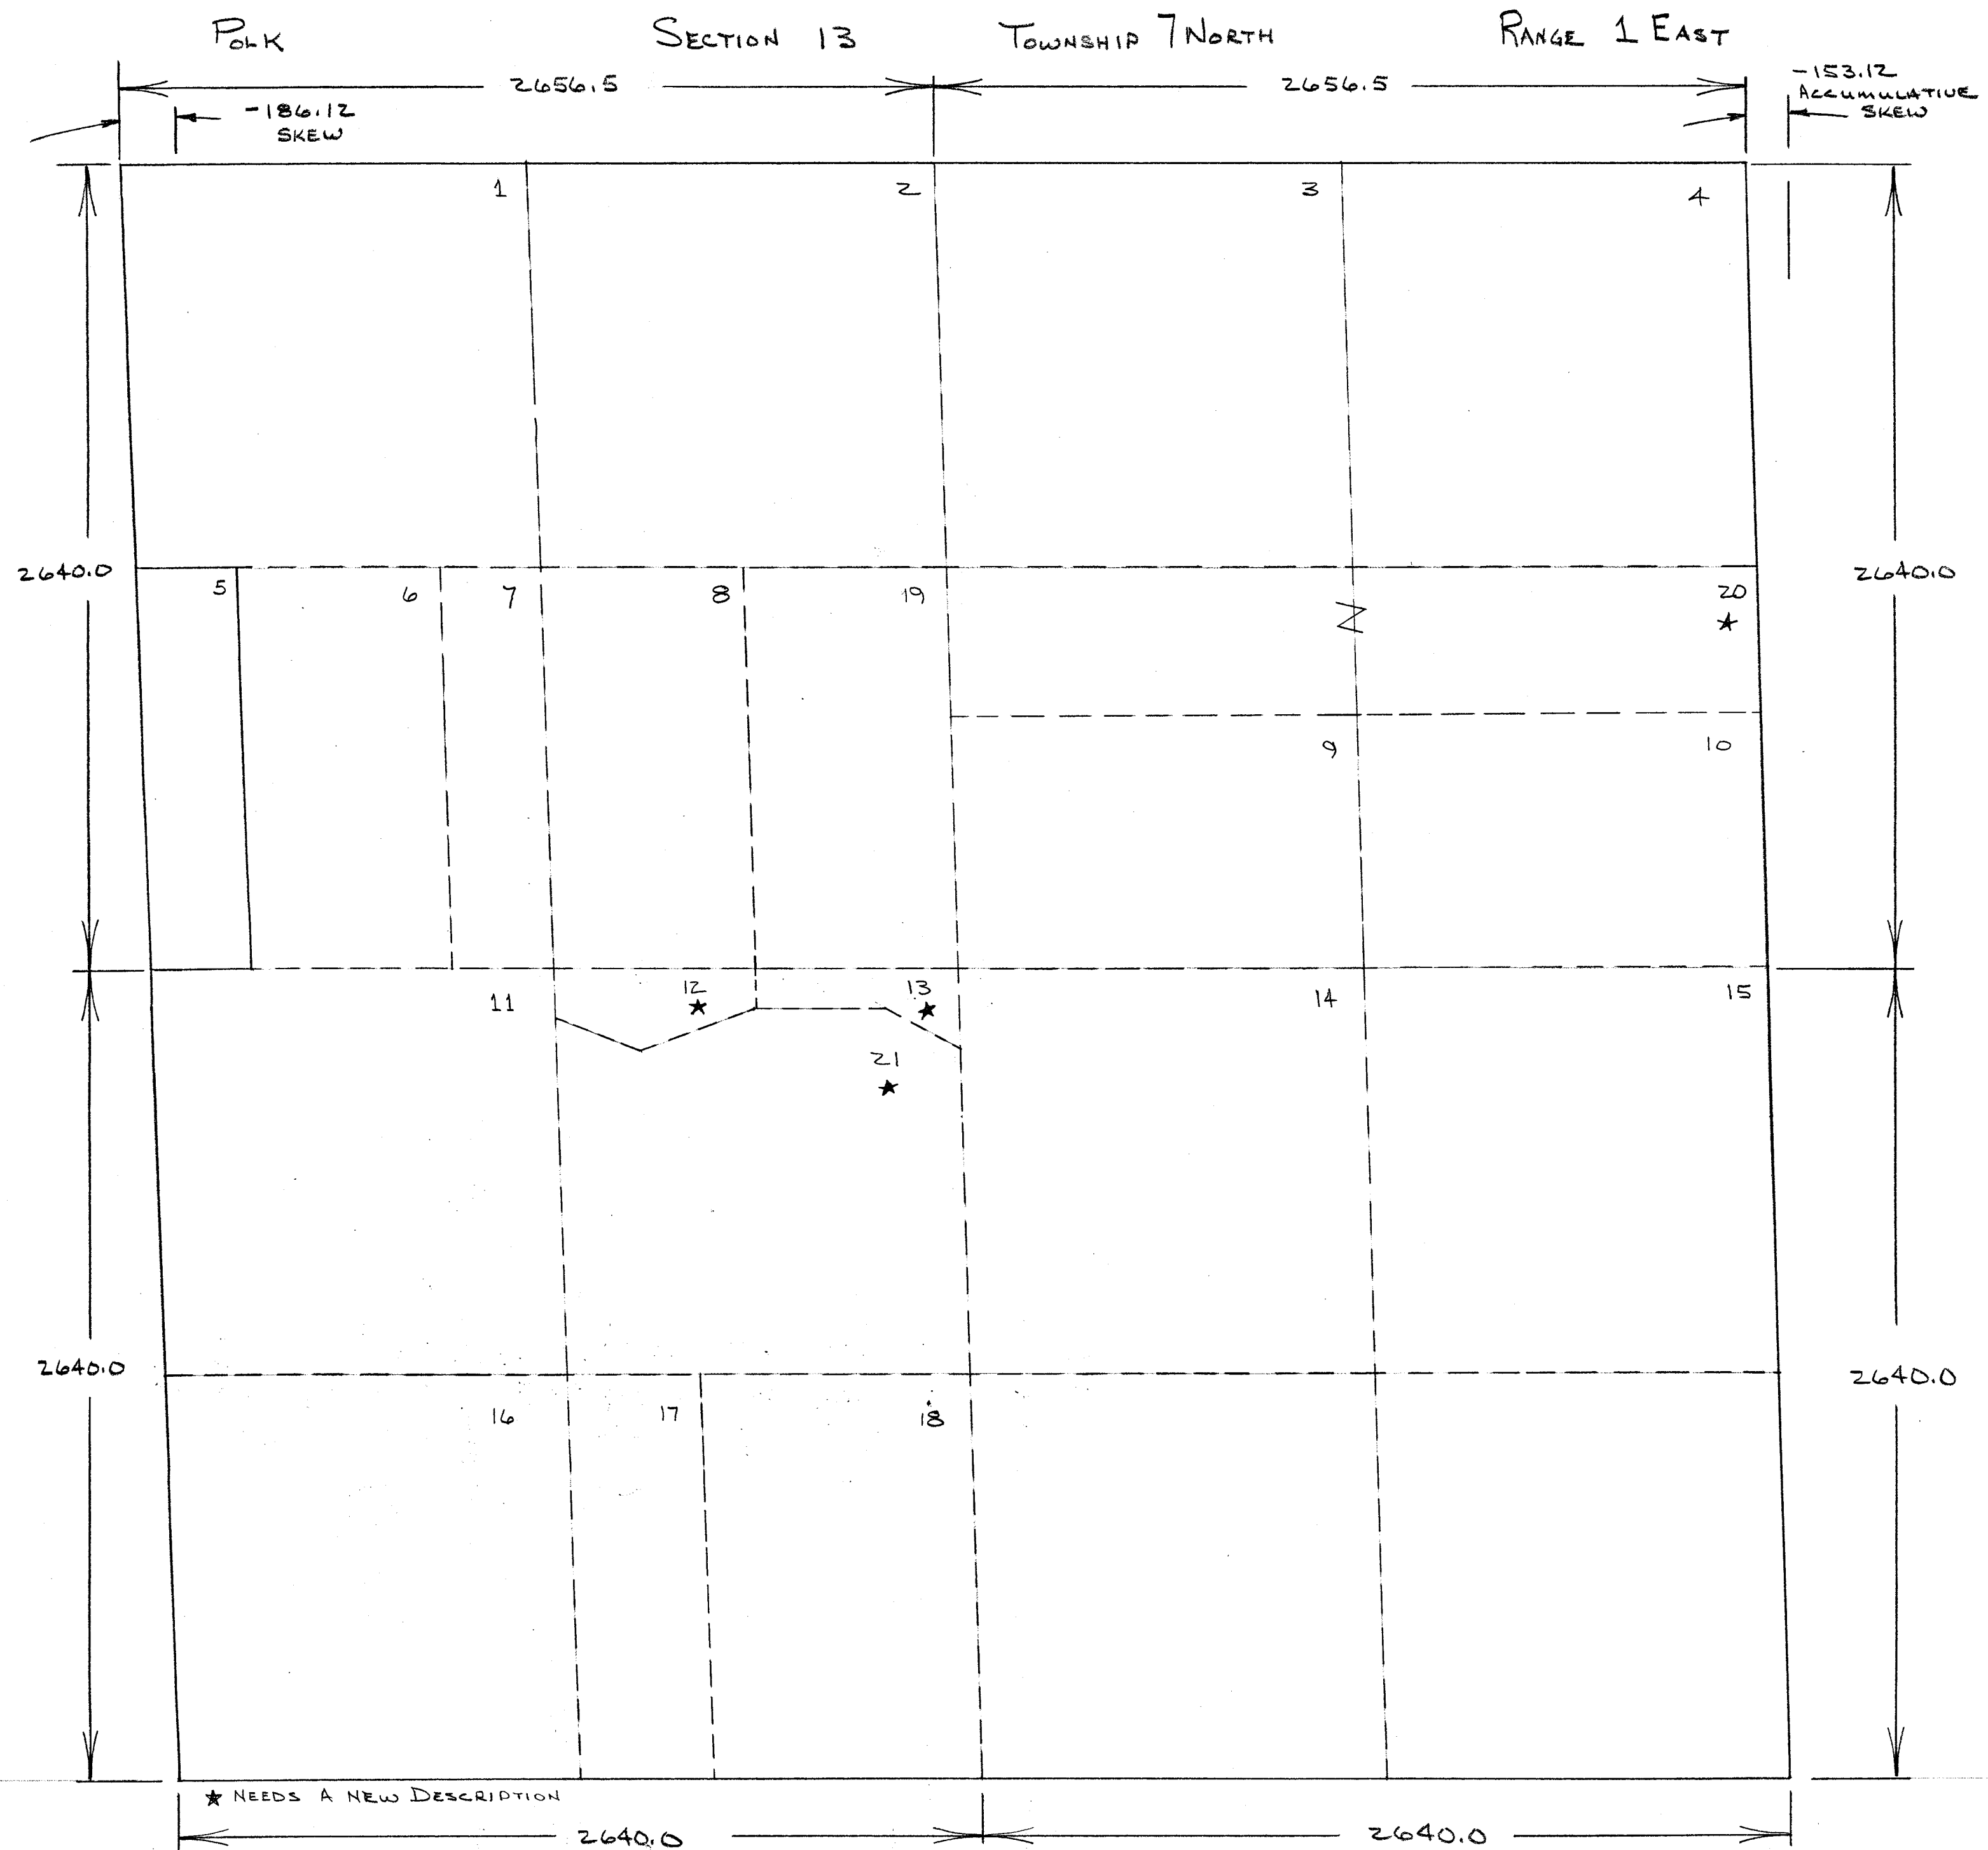 Polk Section 13 Township 7 North Range 1 East
2656.5 2656.5
-153.12
Accumulative
Skew
-186.12
Skew
1 2 3 4
2640.0 2640.0
5 6 7 8 19 20
★
N
9 10
11 12 13 14 15
★ ★
21
★
2640.0 2640.0
16 17 18
★ Needs a New Description
2640.0 2640.0